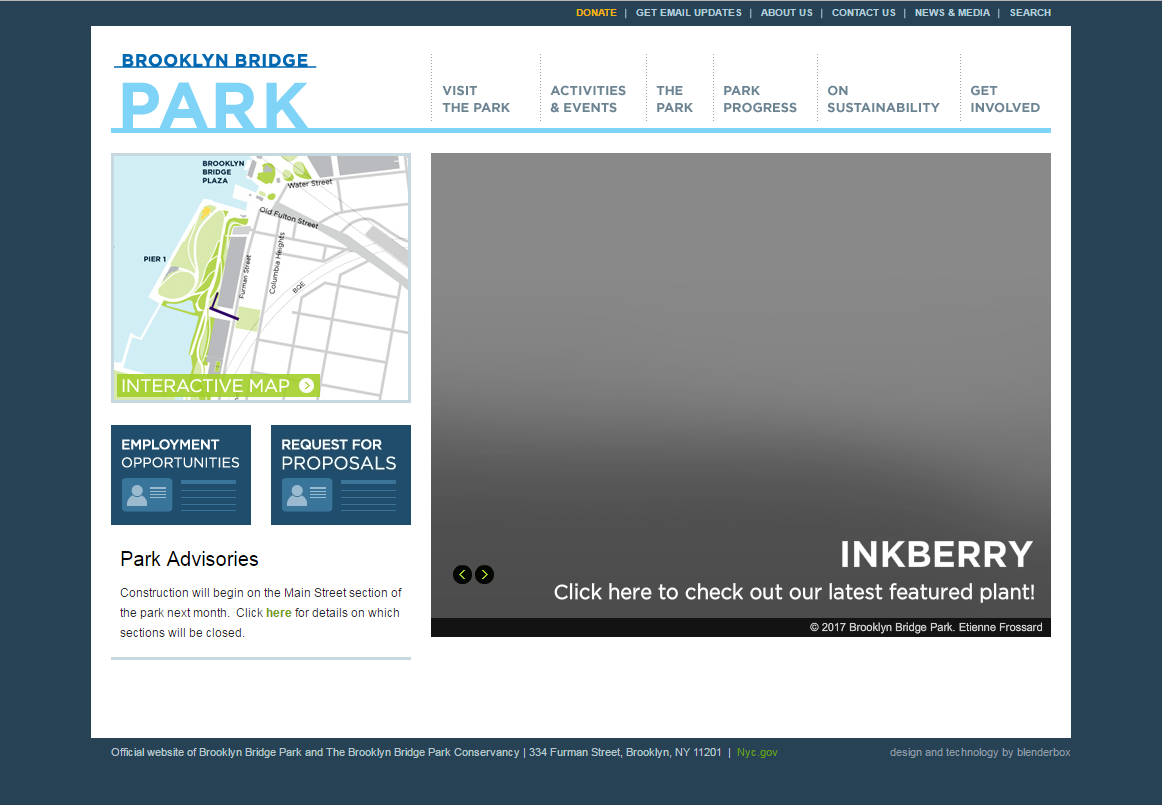 DONATE | GET EMAIL UPDATES | ABOUT US | CONTACT US | NEWS & MEDIA | SEARCH
BROOKLYN BRIDGE
PARK
VISIT
THE PARK
ACTIVITIES
& EVENTS
THE
PARK
PARK
PROGRESS
ON
SUSTAINABILITY
GET
INVOLVED
BROOKLYN
BRIDGE
PLAZA
Water Street
Old Fulton Street
PIER 1
Furman Street
Columbia Heights
BQE
INTERACTIVE MAP
EMPLOYMENT
OPPORTUNITIES
REQUEST FOR
PROPOSALS
Park Advisories
Construction will begin on the Main Street section of
the park next month. Click here for details on which
sections will be closed.
INKBERRY
Click here to check out our latest featured plant!
© 2017 Brooklyn Bridge Park. Etienne Frossard
Official website of Brooklyn Bridge Park and The Brooklyn Bridge Park Conservancy | 334 Furman Street, Brooklyn, NY 11201 | Nyc.gov
design and technology by blenderbox